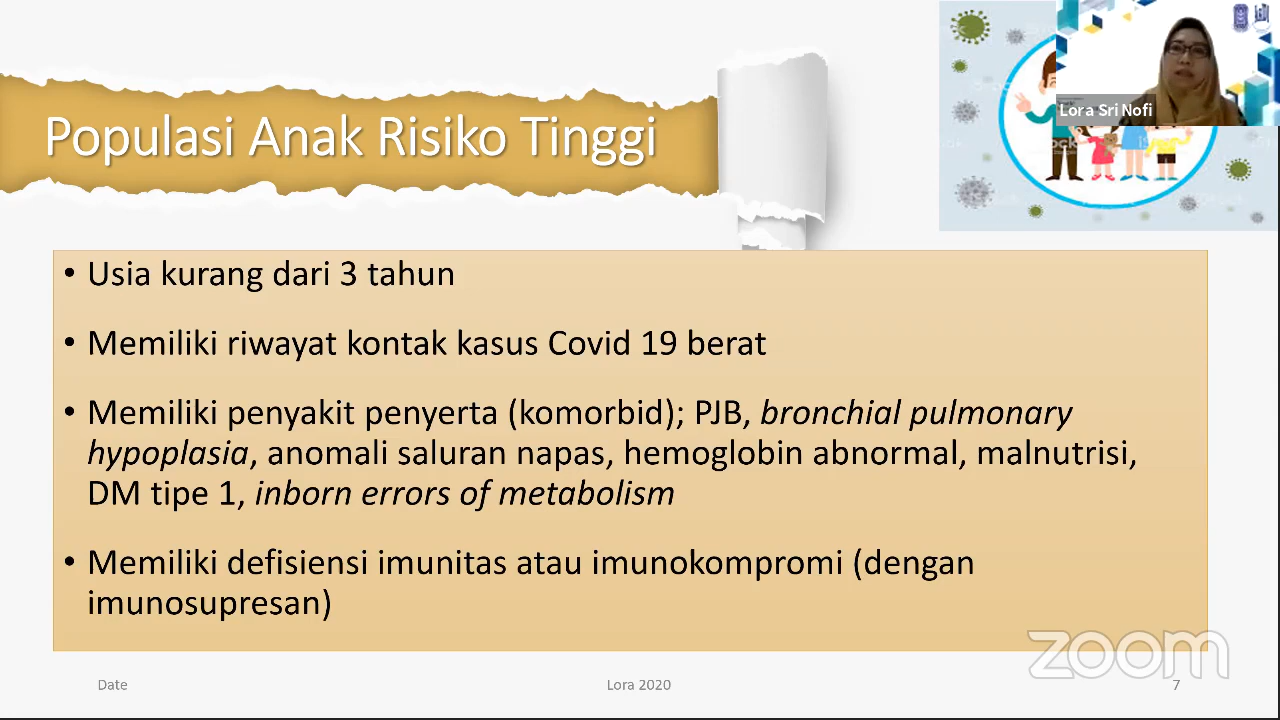 Lora Sri Nofi
Populasi Anak Risiko Tinggi
• Usia kurang dari 3 tahun
• Memiliki riwayat kontak kasus Covid 19 berat
• Memiliki penyakit penyerta (komorbid); PJB, bronchial pulmonary
hypoplasia, anomali saluran napas, hemoglobin abnormal, malnutrisi,
DM tipe 1, inborn errors of metabolism
• Memiliki defisiensi imunitas atau imunokompromi (dengan
imunosupresan)
zoom
Date
Lora 2020
7